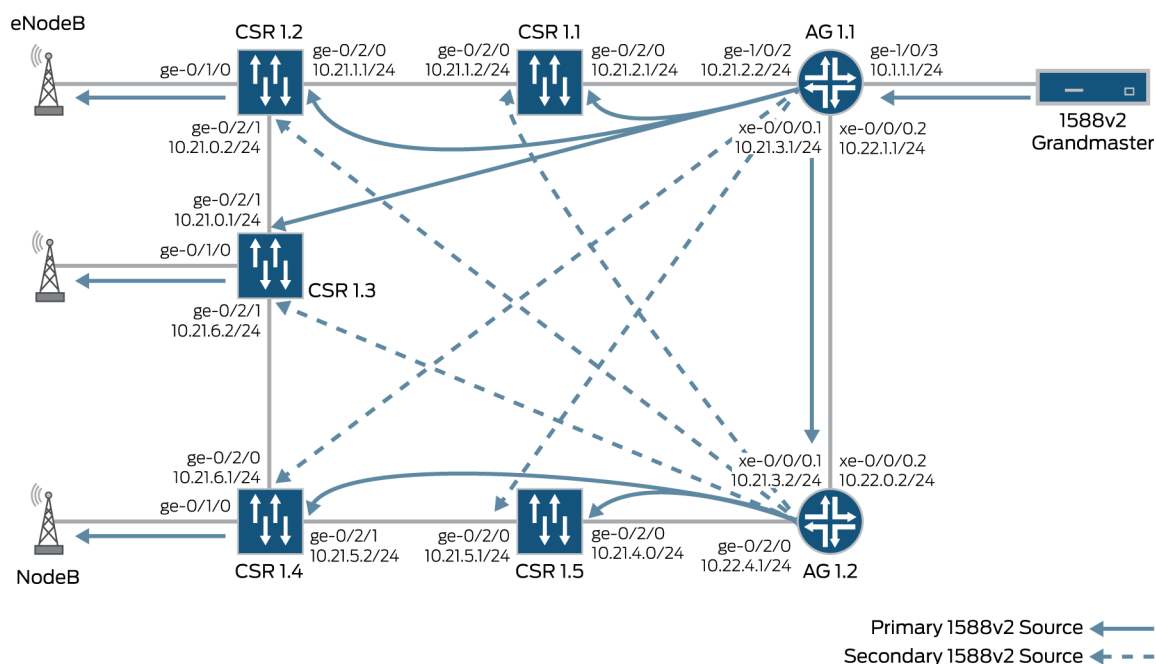 eNodeB
CSR 1.2
CSR 1.1
AG 1.1
ge-0/1/0
ge-0/2/0
10.21.1.1/24
ge-0/2/0
10.21.1.2/24
ge-0/2/0
10.21.2.1/24
ge-1/0/2
10.21.2.2/24
ge-1/0/3
10.1.1.1/24
1588v2
Grandmaster
ge-0/2/1
10.21.0.2/24
xe-0/0/0.1
10.21.3.1/24
xe-0/0/0.2
10.22.1.1/24
ge-0/2/1
10.21.0.1/24
ge-0/1/0
CSR 1.3
ge-0/2/1
10.21.6.2/24
ge-0/2/0
10.21.6.1/24
xe-0/0/0.1
10.21.3.2/24
xe-0/0/0.2
10.22.0.2/24
ge-0/1/0
ge-0/2/1
10.21.5.2/24
ge-0/2/0
10.21.5.1/24
ge-0/2/0
10.21.4.0/24
ge-0/2/0
10.22.4.1/24
NodeB
CSR 1.4
CSR 1.5
AG 1.2
Primary 1588v2 Source
Secondary 1588v2 Source